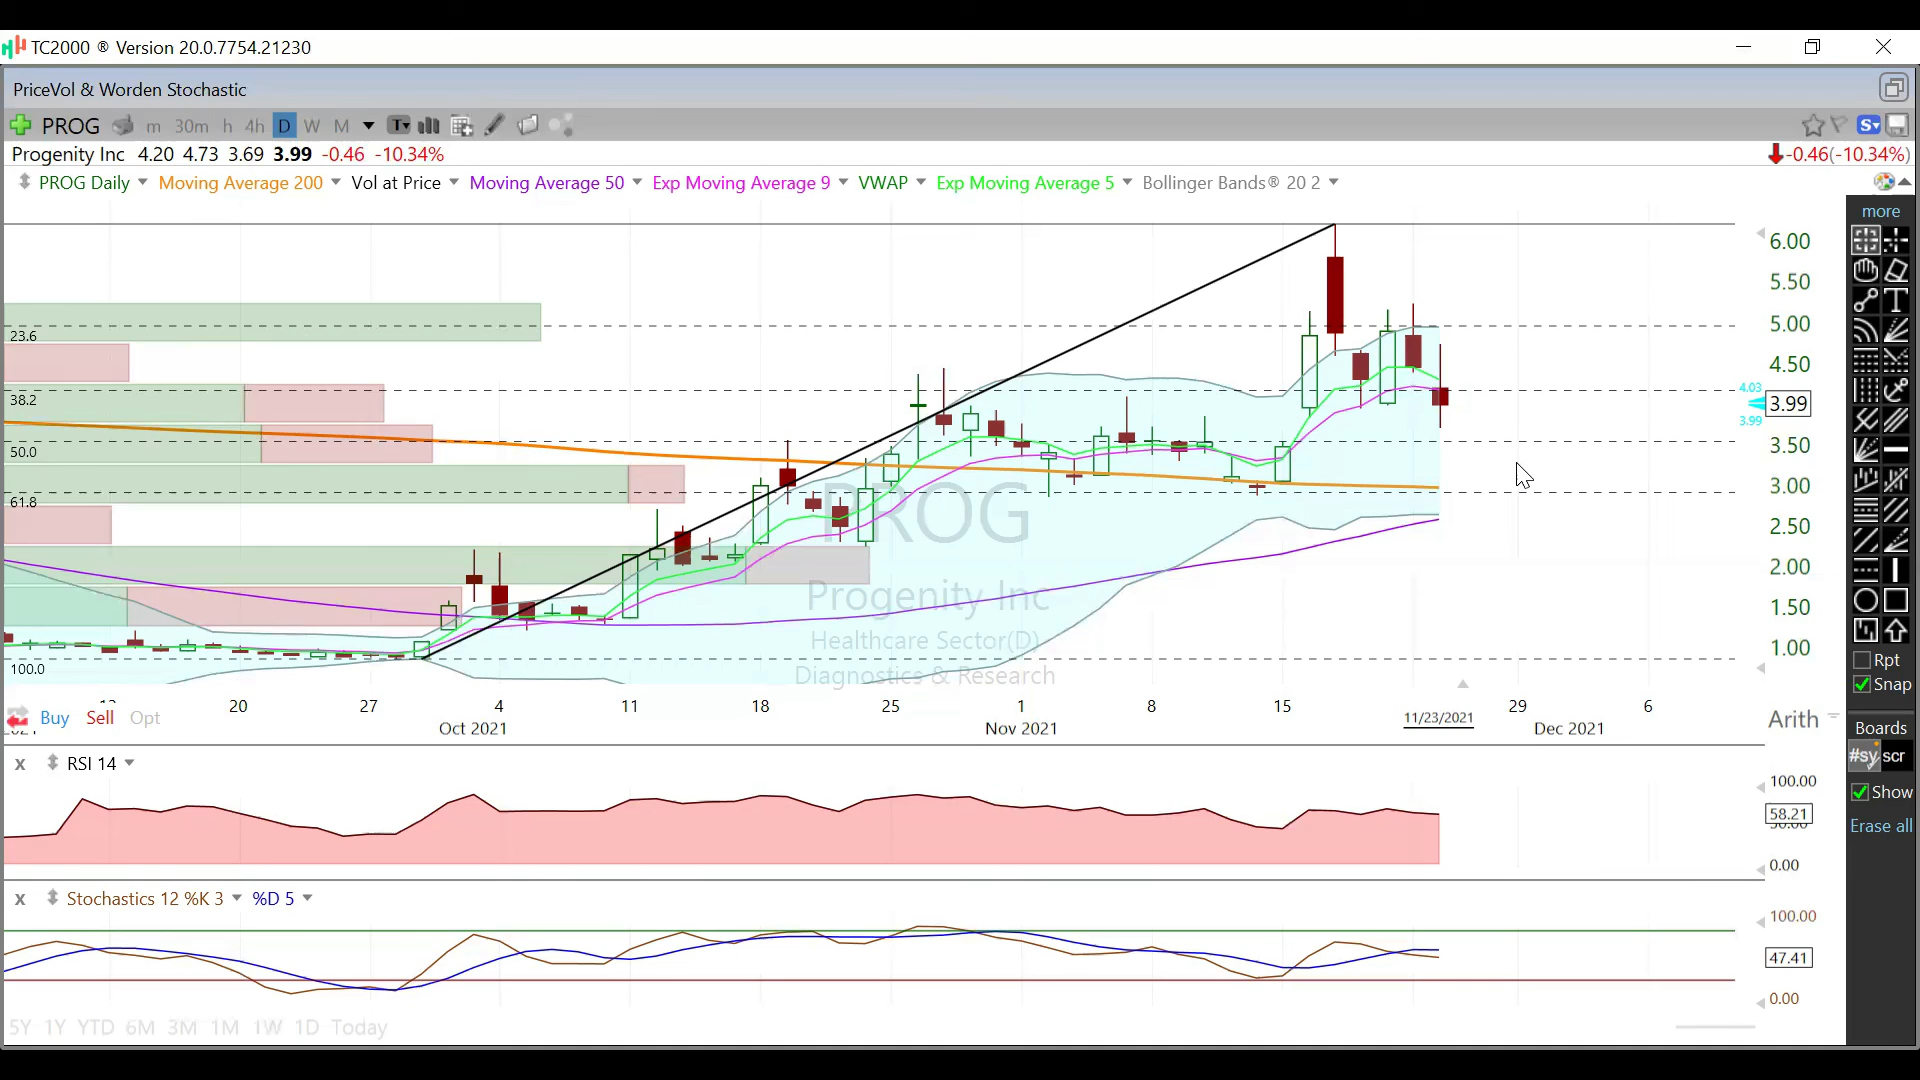 TC2000 ® Version 20.0.7754.21230
PriceVol & Worden Stochastic
PROG m 30m h 4h D W M T S
Progenity Inc 4.20 4.73 3.69 3.99 -0.46 -10.34%
-0.46(-10.34%)
PROG Daily Moving Average 200 Vol at Price Moving Average 50 Exp Moving Average 9 VWAP Exp Moving Average 5 Bollinger Bands® 20 2
more
6.00
5.50
5.00
23.6
4.50
4.03
38.2
3.99
3.99
3.50
50.0
3.00
61.8
2.50
PROG
2.00
Progenity Inc
1.50
Healthcare Sector(D)
1.00
100.0
Diagnostics & Research
Rpt
Snap
20 27 4 11 18 25 1 8 15 29 6
11/23/2021
Buy Sell Opt
Oct 2021 Nov 2021 Dec 2021
Arith
Boards
#sy scr
Show
Erase all
x RSI 14
100.00
58.21
0.00
x Stochastics 12 %K 3 %D 5
100.00
47.41
0.00
5Y 1Y YTD 6M 3M 1M 1W 1D Today